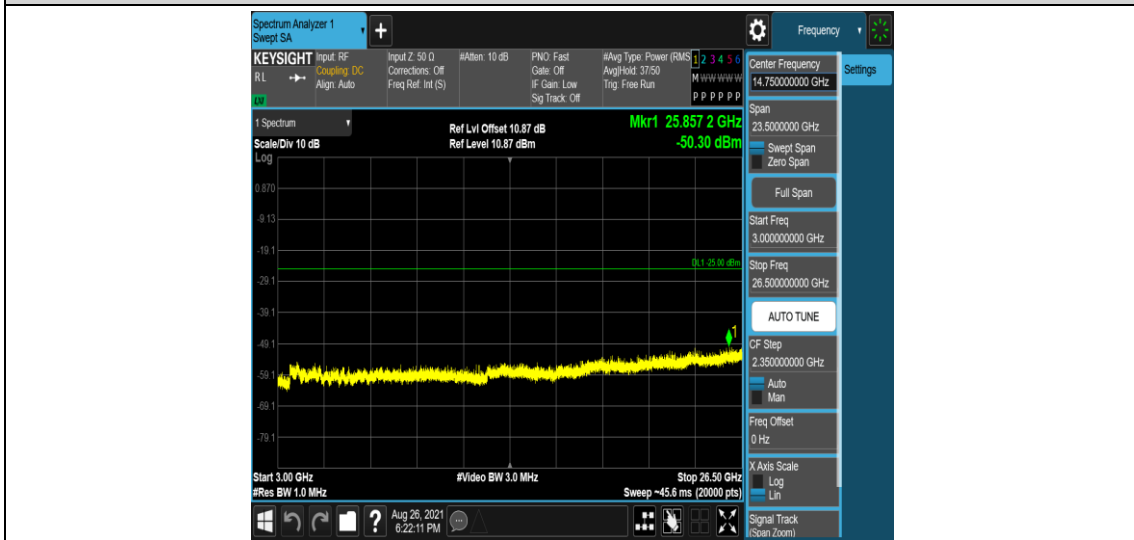 Spectrum Analyzer 1
Swept SA
+
Frequency
KEYSIGHT
RL
LXI
Input: RF
Coupling: DC
Align: Auto
Input Z: 50 Ω
Corrections: Off
Freq Ref: Int (S)
#Atten: 10 dB
PNO: Fast
Gate: Off
IF Gain: Low
Sig Track: Off
#Avg Type: Power (RMS
Avg|Hold: 37/50
Trig: Free Run
1 2 3 4 5 6
M W W W W W
P P P P P P
Center Frequency
14.750000000 GHz
Settings
1 Spectrum
Scale/Div 10 dB
Log
Ref Lvl Offset 10.87 dB
Ref Level 10.87 dBm
Mkr1 25.857 2 GHz
-50.30 dBm
Span
23.5000000 GHz
Swept Span
Zero Span
Full Span
Start Freq
3.000000000 GHz
Stop Freq
26.500000000 GHz
AUTO TUNE
CF Step
2.350000000 GHz
Auto
Man
Freq Offset
0 Hz
X Axis Scale
Log
Lin
Signal Track
(Span Zoom)
0.870
-9.13
-19.1
DL1 -25.00 dBm
-29.1
-39.1
1
-49.1
-59.1
-69.1
-79.1
Start 3.00 GHz
#Res BW 1.0 MHz
#Video BW 3.0 MHz
Stop 26.50 GHz
Sweep ~45.6 ms (20000 pts)
?
Aug 26, 2021
6:22:11 PM